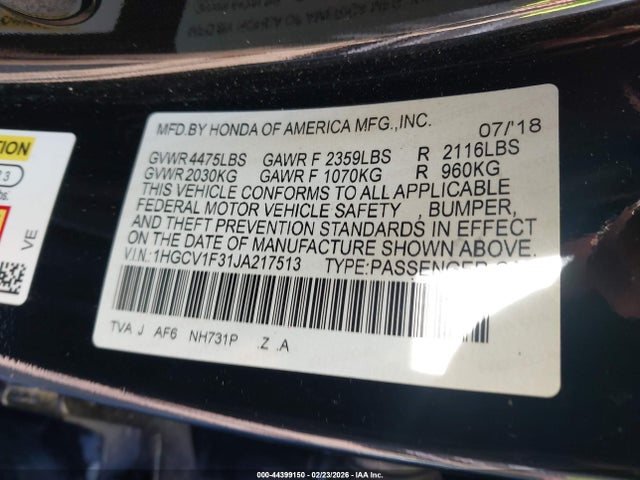 MFD.BY HONDA OF AMERICA MFG.,INC. 07/'18
GVWR 4475LBS GAWR F 2359LBS R 2116LBS
GVWR 2030KG GAWR F 1070KG R 960KG
THIS VEHICLE CONFORMS TO ALL APPLICABLE
FEDERAL MOTOR VEHICLE SAFETY , BUMPER,
AND THEFT PREVENTION STANDARDS IN EFFECT
ON THE DATE OF MANUFACTURE SHOWN ABOVE.
V.I.N.:1HGCV1F31JA217513 TYPE:PASSENGER
TVA J AF6 NH731P .Z .A
TION
VE
000-44399150 - 02/23/2026 - IAA Inc.